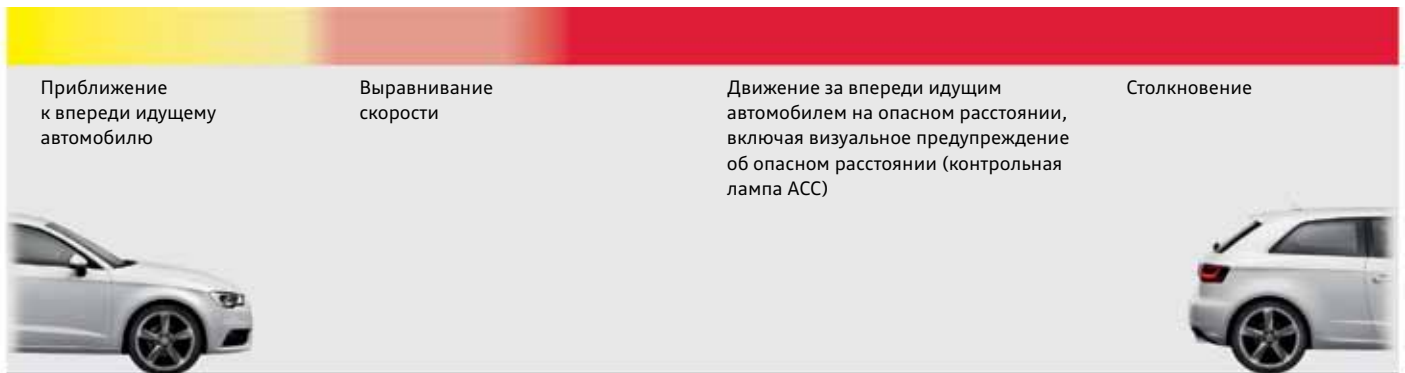 Приближение
к впереди идущему
автомобилю
Выравнивание
скорости
Движение за впереди идущим
автомобилем на опасном расстоянии,
включая визуальное предупреждение
об опасном расстоянии (контрольная
лампа ACC)
Столкновение